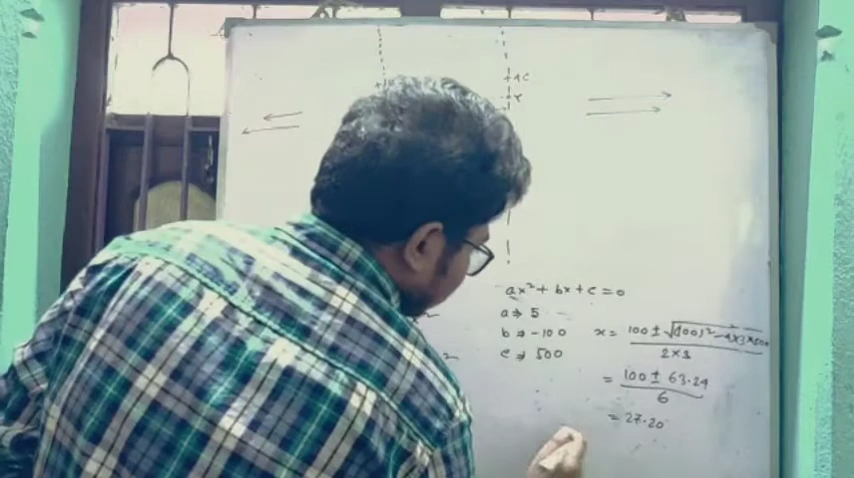 ax² + bx + c = 0
a ⇒ 5
b ⇒ -100
c ⇒ 500
x = 100 ± √(100)² - 4×3×500
2×3
= 100 ± 63.24
6
= 27.20